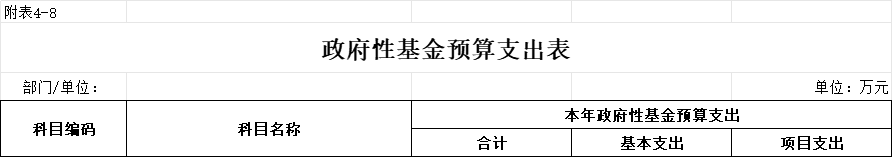 附表4-8
政府性基金预算支出表
部门/单位： 单位：万元
科目编码 科目名称 本年政府性基金预算支出
合计 基本支出 项目支出